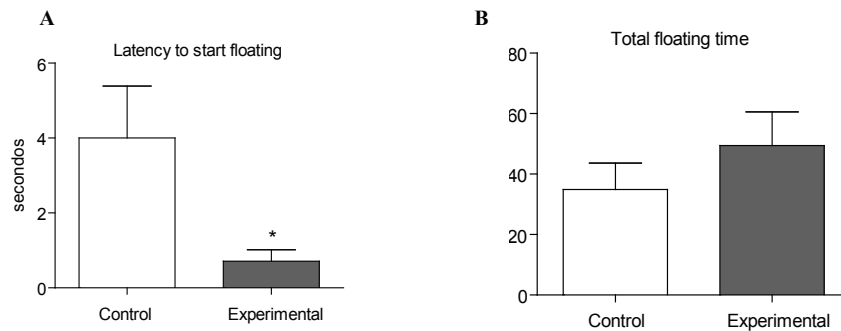 A
Latency to start floating
6
4
2
0
secondos
*
Control
Experimental
B
Total floating time
80
60
40
20
0
Control
Experimental